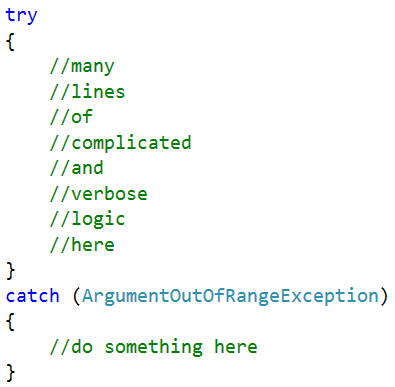 try
{
    //many
    //lines
    //of
    //complicated
    //and
    //verbose
    //logic
    //here
}
catch (ArgumentOutOfRangeException)
{
    //do something here
}